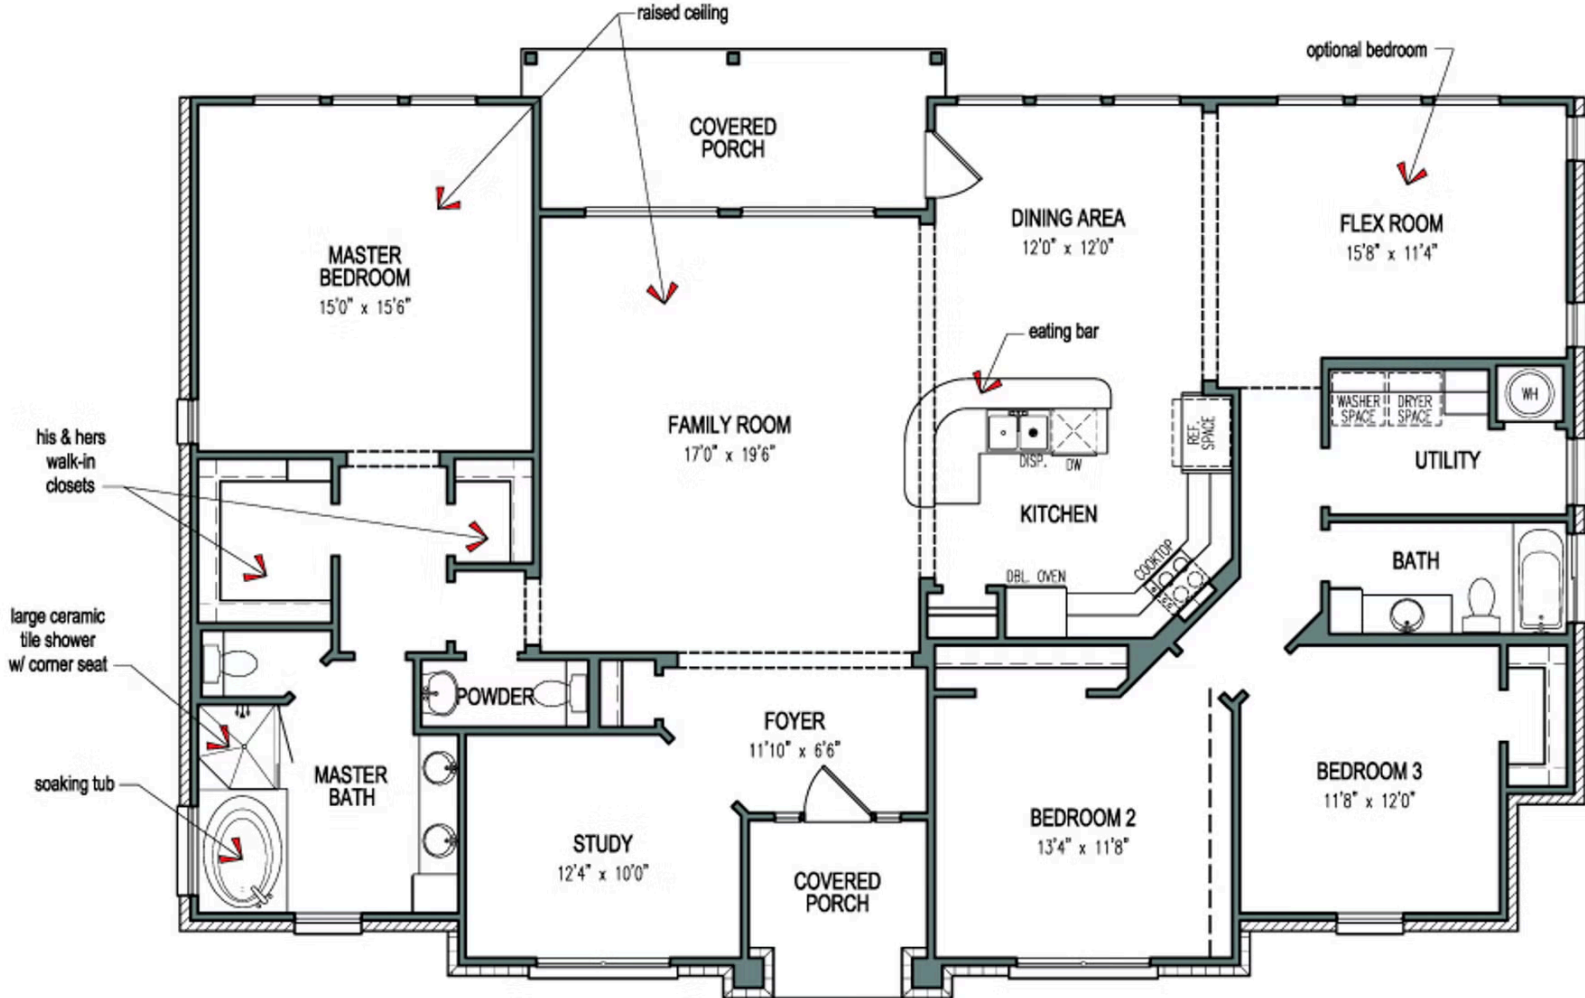 raised ceiling
optional bedroom
COVERED
PORCH
MASTER
BEDROOM
15'0" x 15'6"
DINING AREA
12'0" x 12'0"
FLEX ROOM
15'8" x 11'4"
eating bar
FAMILY ROOM
17'0" x 19'6"
his & hers
walk-in
closets
REF.
SPACE
WASHER
SPACE
DRYER
SPACE
WH
DISP.
DW
UTILITY
KITCHEN
COOKTOP
DBL. OVEN
BATH
large ceramic
tile shower
w/ corner seat
POWDER
FOYER
11'10" x 6'6"
soaking tub
MASTER
BATH
STUDY
12'4" x 10'0"
COVERED
PORCH
BEDROOM 2
13'4" x 11'8"
BEDROOM 3
11'8" x 12'0"